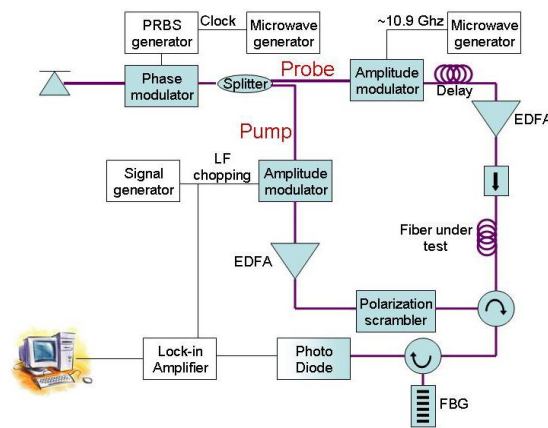 PRBS
generator
Clock
Microwave
generator
~10.9 Ghz
Microwave
generator
Phase
modulator
Splitter
Probe
Amplitude
modulator
Delay
EDFA
Pump
Signal
generator
LF
chopping
Amplitude
modulator
Fiber under
test
EDFA
Polarization
scrambler
Lock-in
Amplifier
Photo
Diode
FBG